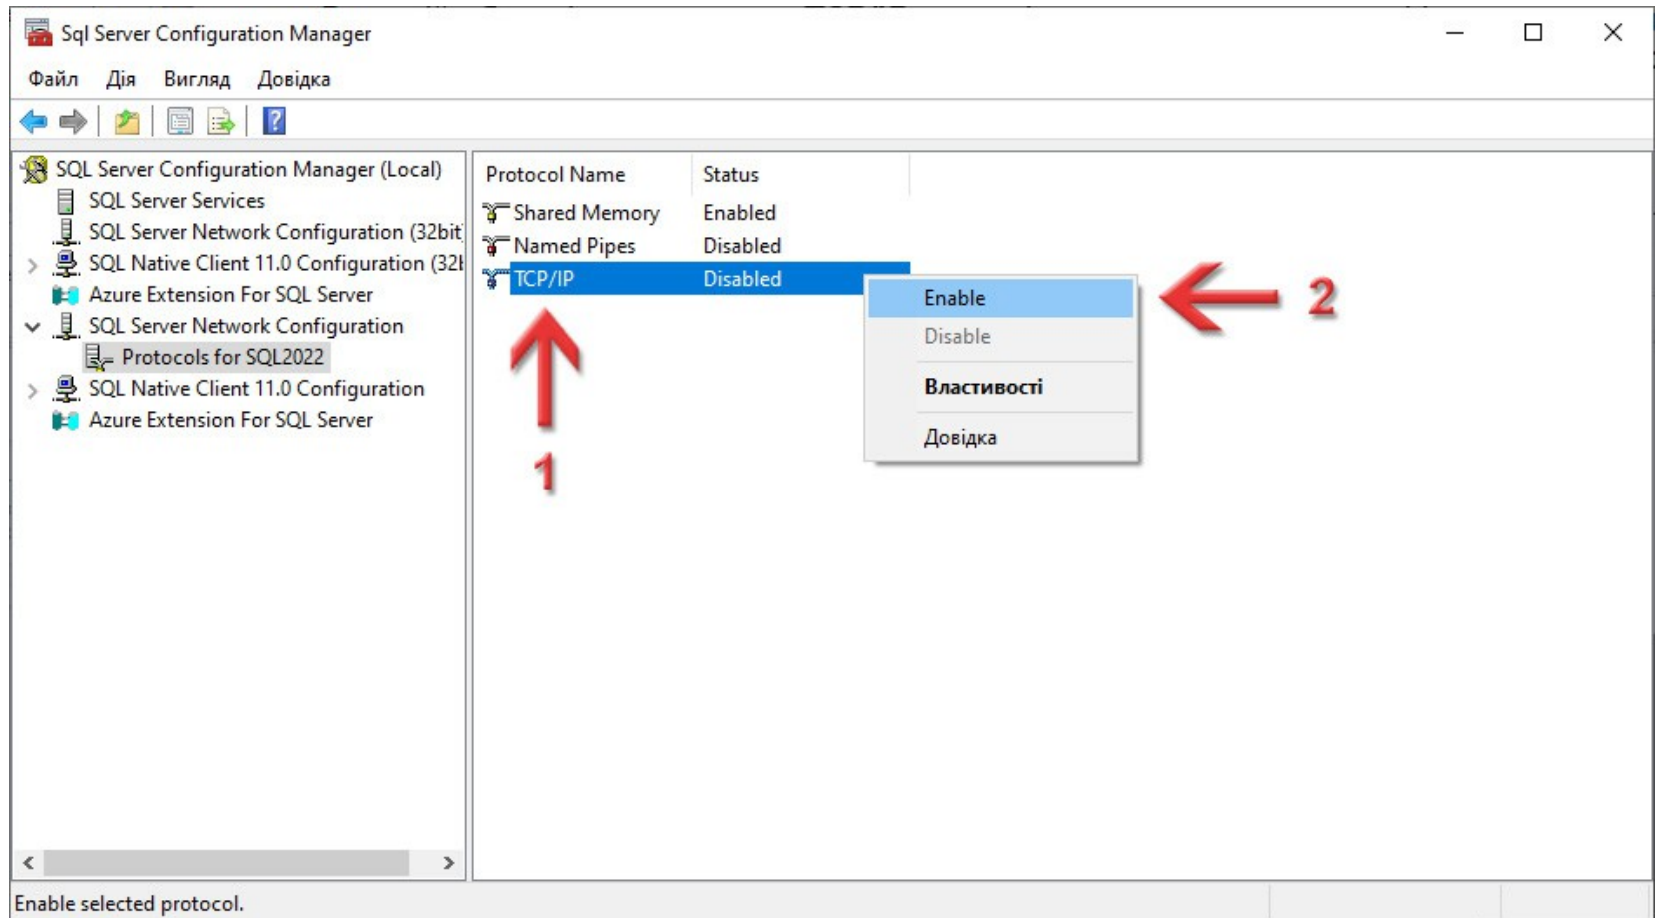 Sql Server Configuration Manager
Файл Дія Вигляд Довідка
SQL Server Configuration Manager (Local)
SQL Server Services
SQL Server Network Configuration (32bit)
SQL Native Client 11.0 Configuration (32b
Azure Extension For SQL Server
SQL Server Network Configuration
Protocols for SQL2022
SQL Native Client 11.0 Configuration
Azure Extension For SQL Server
Protocol Name Status
Shared Memory Enabled
Named Pipes Disabled
TCP/IP Disabled
Enable
Disable
Властивості
Довідка
1
2
Enable selected protocol.